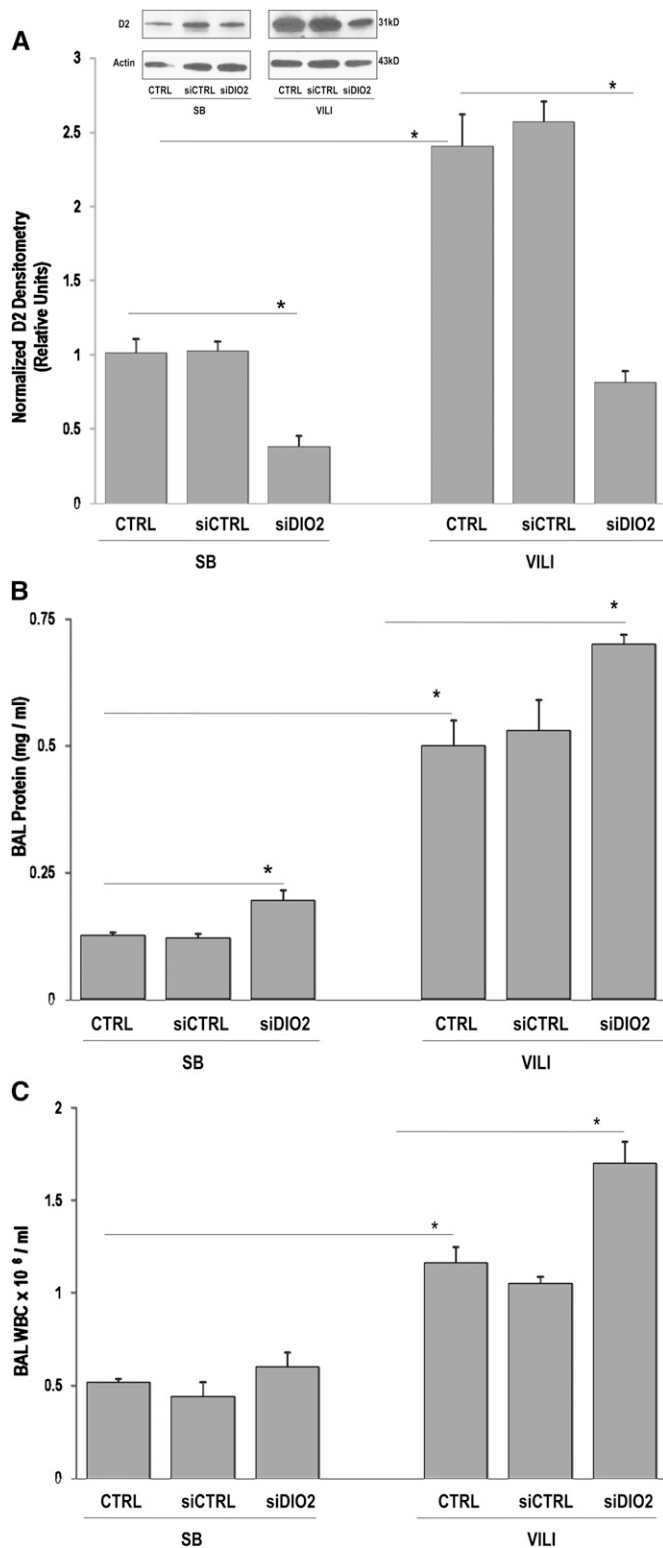 A
D2
31kD
Actin
43kD
CTRL siCTRL siDIO2 CTRL siCTRL siDIO2
SB VILI
Normalized D2 Densitometry
(Relative Units)
3
2.5
2
1.5
1
0.5
0
*
*
*
CTRL siCTRL siDIO2 CTRL siCTRL siDIO2
SB VILI
B
BAL Protein (mg / ml)
0.75
0.5
0.25
0
*
*
*
CTRL siCTRL siDIO2 CTRL siCTRL siDIO2
SB VILI
C
BAL WBC x 10 6 / ml
2
1.5
1
0.5
0
*
*
CTRL siCTRL siDIO2 CTRL siCTRL siDIO2
SB VILI